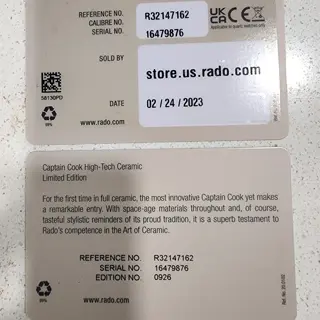 REFERENCE NO. R32147162
CALIBRE NO.
SERIAL NO. 16479876
UK CA CE
SOLD BY
store.us.rado.com
58130PD
DATE 02 / 24 / 2023
www.rado.com
Captain Cook High-Tech Ceramic
Limited Edition
For the first time in full ceramic, the most innovative Captain Cook yet makes
a remarkable entry. With space-age materials throughout and, of course,
tasteful stylistic reminders of its proud tradition, it is a superb testament to
Rado's competence in the Art of Ceramic.
REFERENCE NO. R32147162
SERIAL NO. 16479876
EDITION NO. 0926
www.rado.com